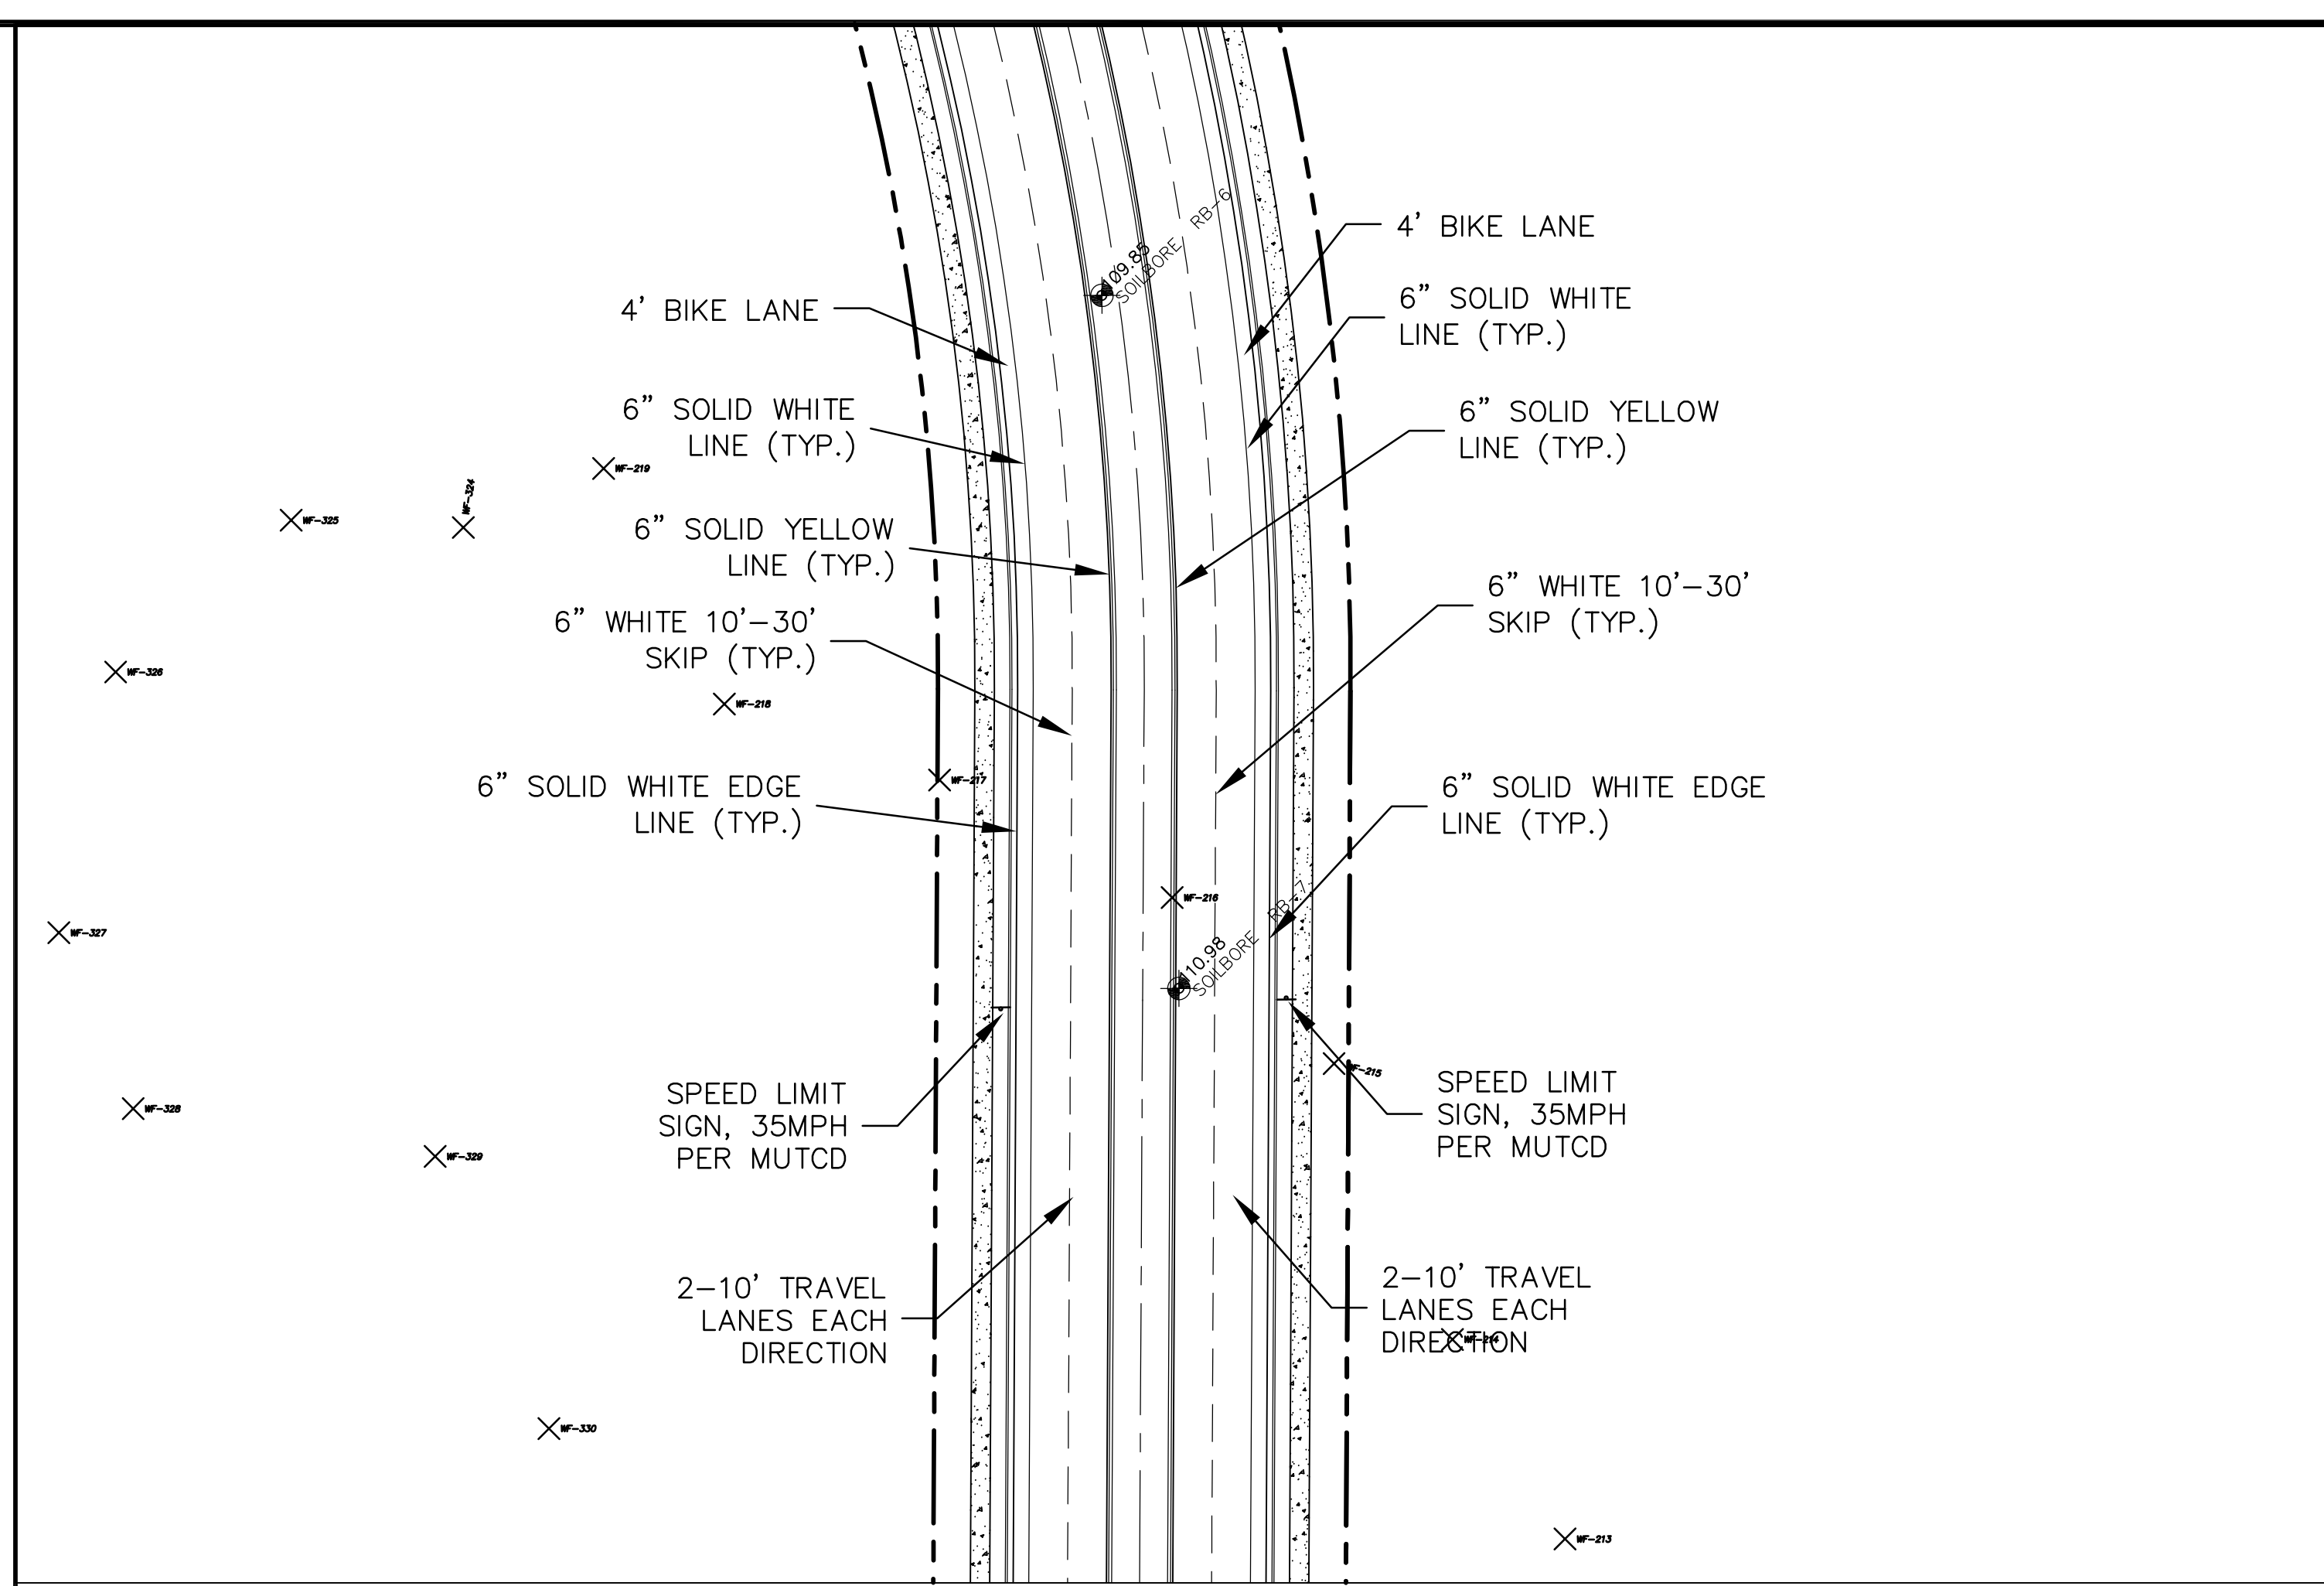 RB-6
109.85
SOILBORE
4' BIKE LANE
4' BIKE LANE
6" SOLID WHITE
LINE (TYP.)
6" SOLID WHITE
LINE (TYP.)
6" SOLID YELLOW
LINE (TYP.)
WF-219
WF-324
WF-325
6" SOLID YELLOW
LINE (TYP.)
6" WHITE 10'-30'
SKIP (TYP.)
6" WHITE 10'-30'
SKIP (TYP.)
WF-326
WF-218
WF-217
6" SOLID WHITE EDGE
LINE (TYP.)
6" SOLID WHITE EDGE
LINE (TYP.)
WF-216
RB-7
WF-327
110.98
SOILBORE
WF-215
SPEED LIMIT
SIGN, 35MPH
PER MUTCD
SPEED LIMIT
SIGN, 35MPH
PER MUTCD
WF-328
WF-329
2-10' TRAVEL
LANES EACH
DIRECTION
2-10' TRAVEL
LANES EACH
DIRECTION
WF-214
WF-330
WF-213